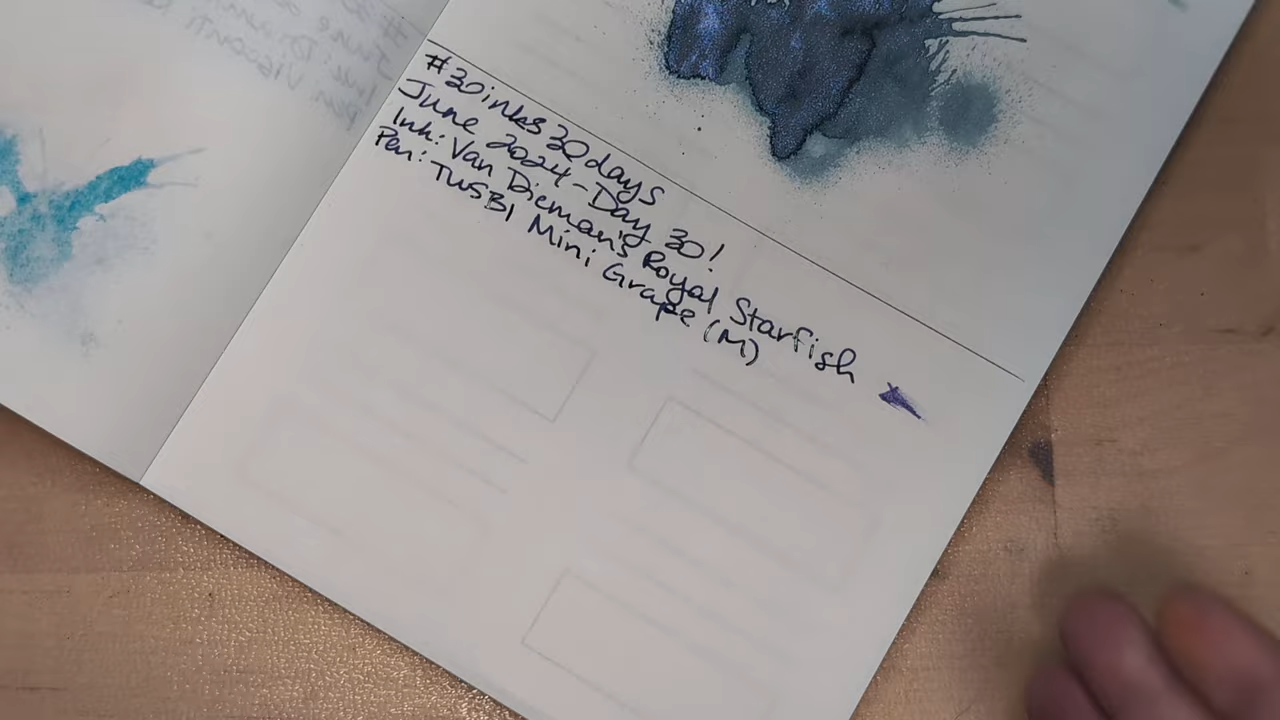 #30inks30days
June 2024 - Day 30!
Ink: Van Dieman's Royal Starfish
Pen: TWSBI Mini Grape (M)